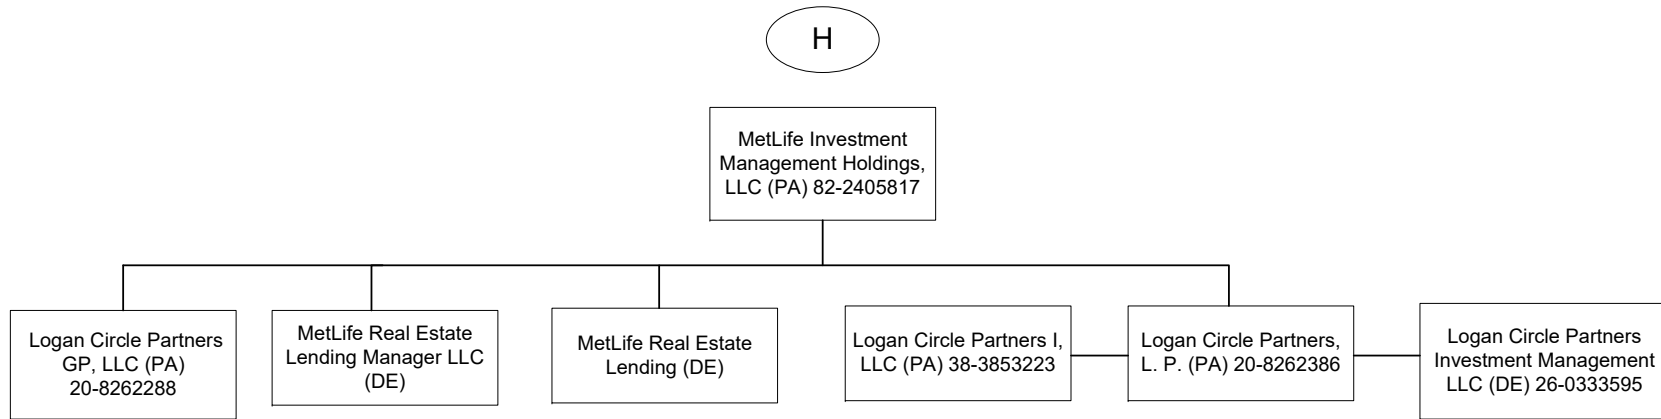 H
MetLife Investment
Management Holdings,
LLC (PA) 82-2405817
Logan Circle Partners
GP, LLC (PA)
20-8262288
MetLife Real Estate
Lending Manager LLC
(DE)
MetLife Real Estate
Lending (DE)
Logan Circle Partners I,
LLC (PA) 38-3853223
Logan Circle Partners,
L. P. (PA) 20-8262386
Logan Circle Partners
Investment Management
LLC (DE) 26-0333595